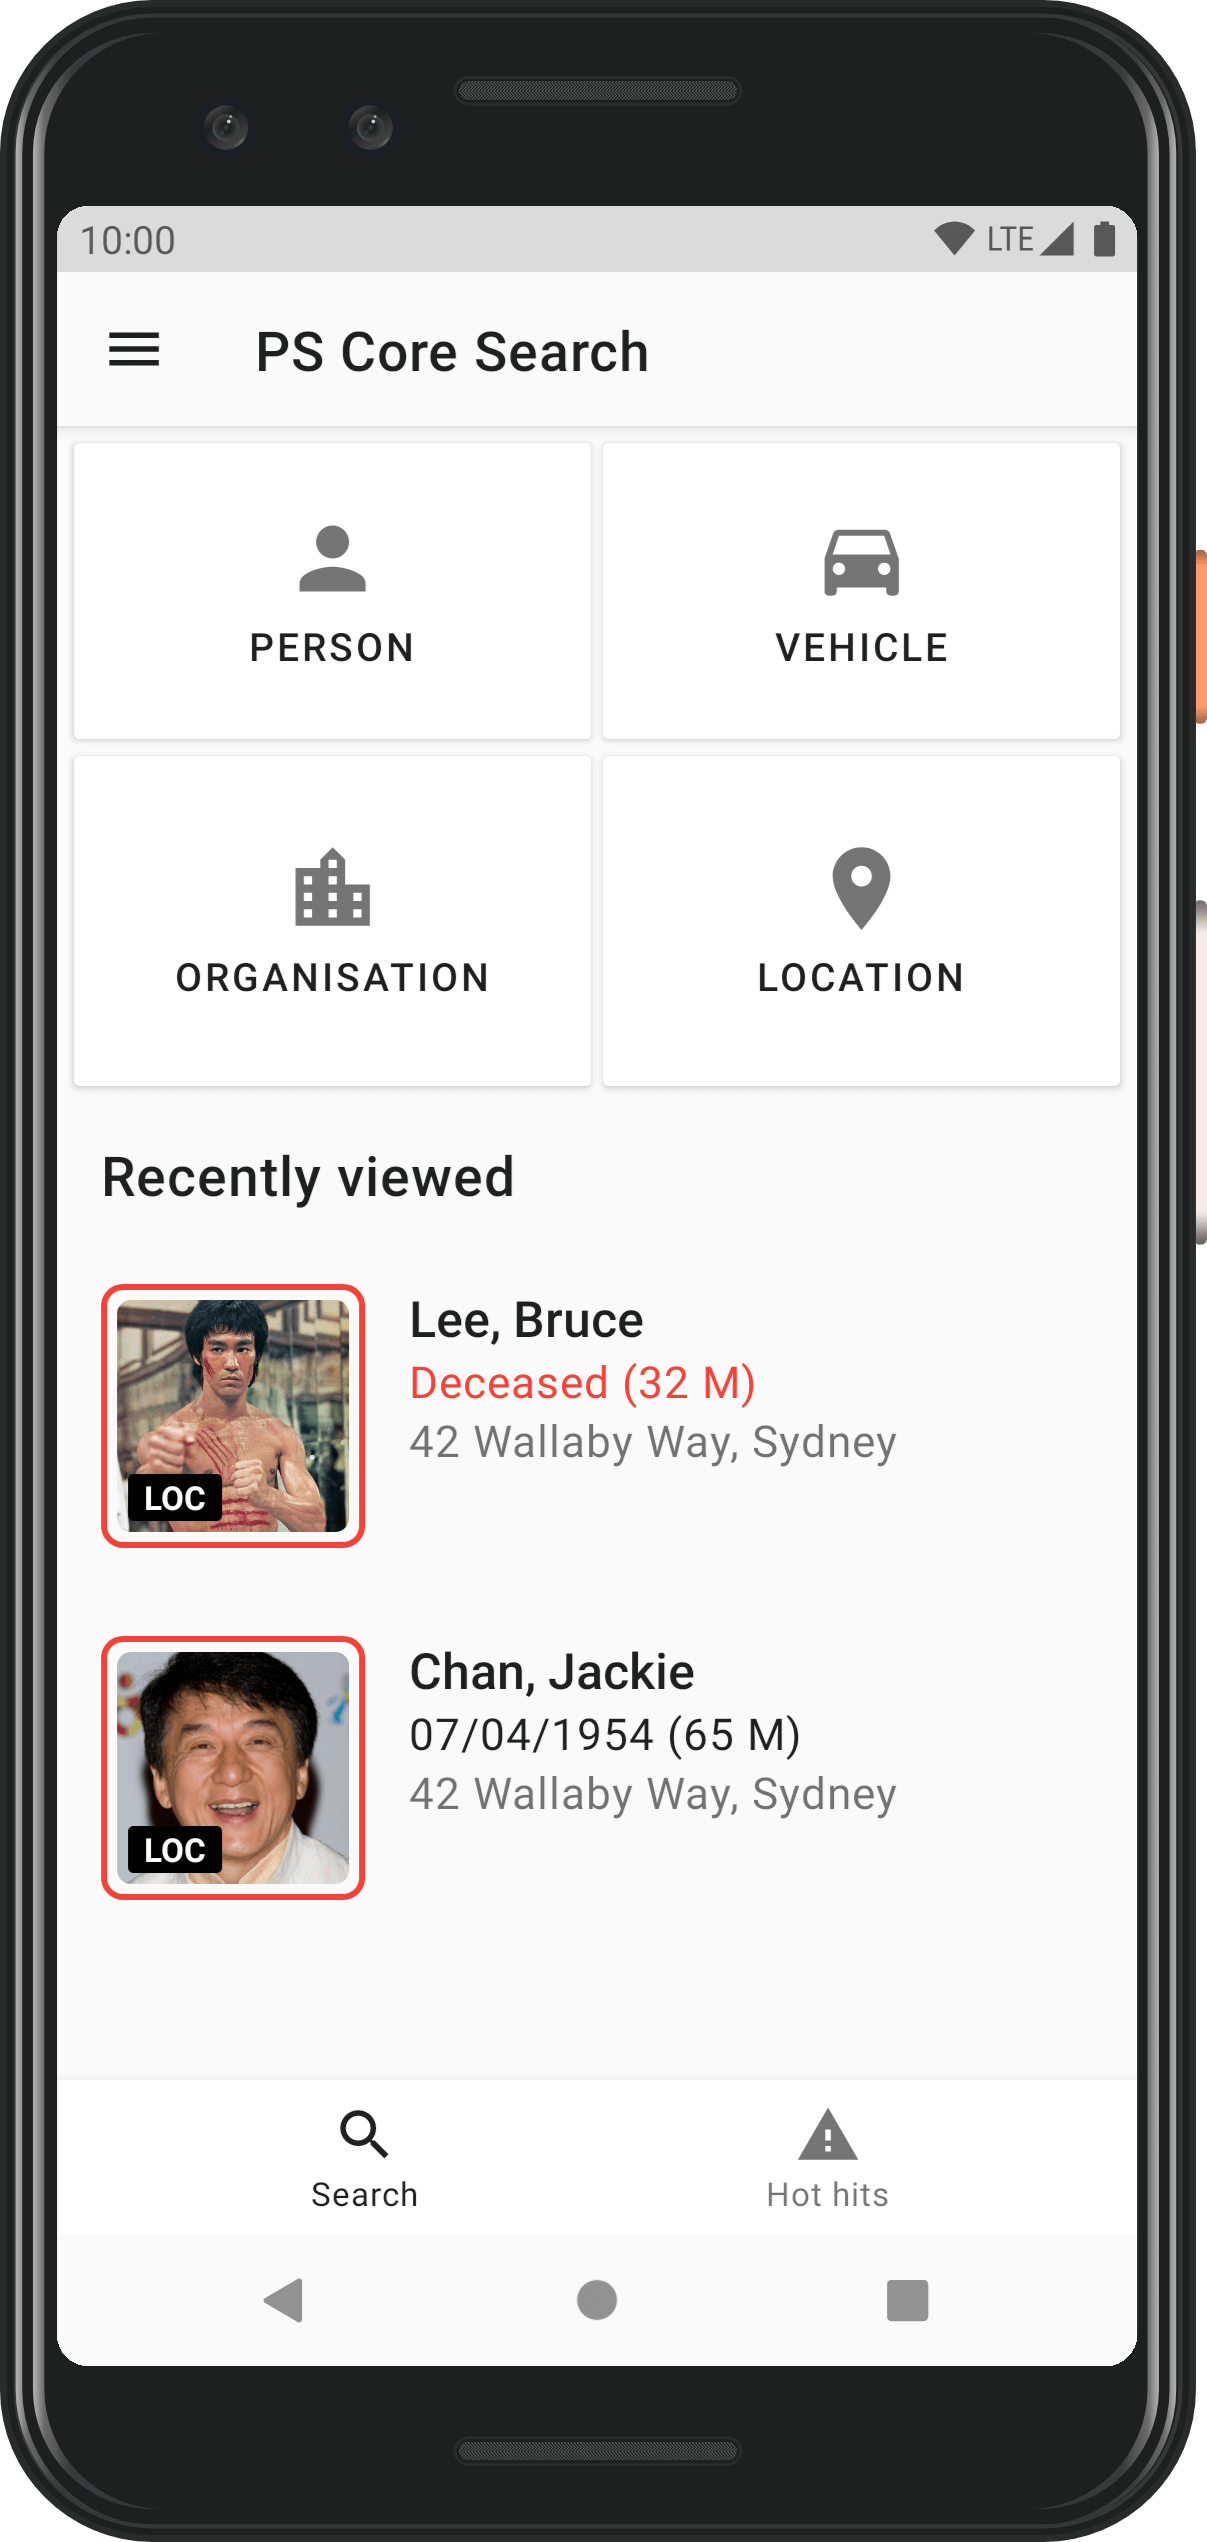 10:00
LTE
PS Core Search
PERSON
VEHICLE
ORGANISATION
LOCATION
Recently viewed
Lee, Bruce
Deceased (32 M)
42 Wallaby Way, Sydney
LOC
Chan, Jackie
07/04/1954 (65 M)
42 Wallaby Way, Sydney
LOC
Search
Hot hits